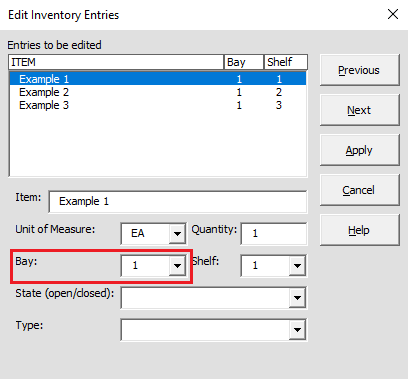 Edit Inventory Entries
Entries to be edited
ITEM Bay Shelf
Example 1 1 1
Example 2 1 2
Example 3 1 3
Previous
Next
Apply
Cancel
Help
Item: Example 1
Unit of Measure: EA Quantity: 1
Bay: 1 Shelf: 1
State (open/closed):
Type: